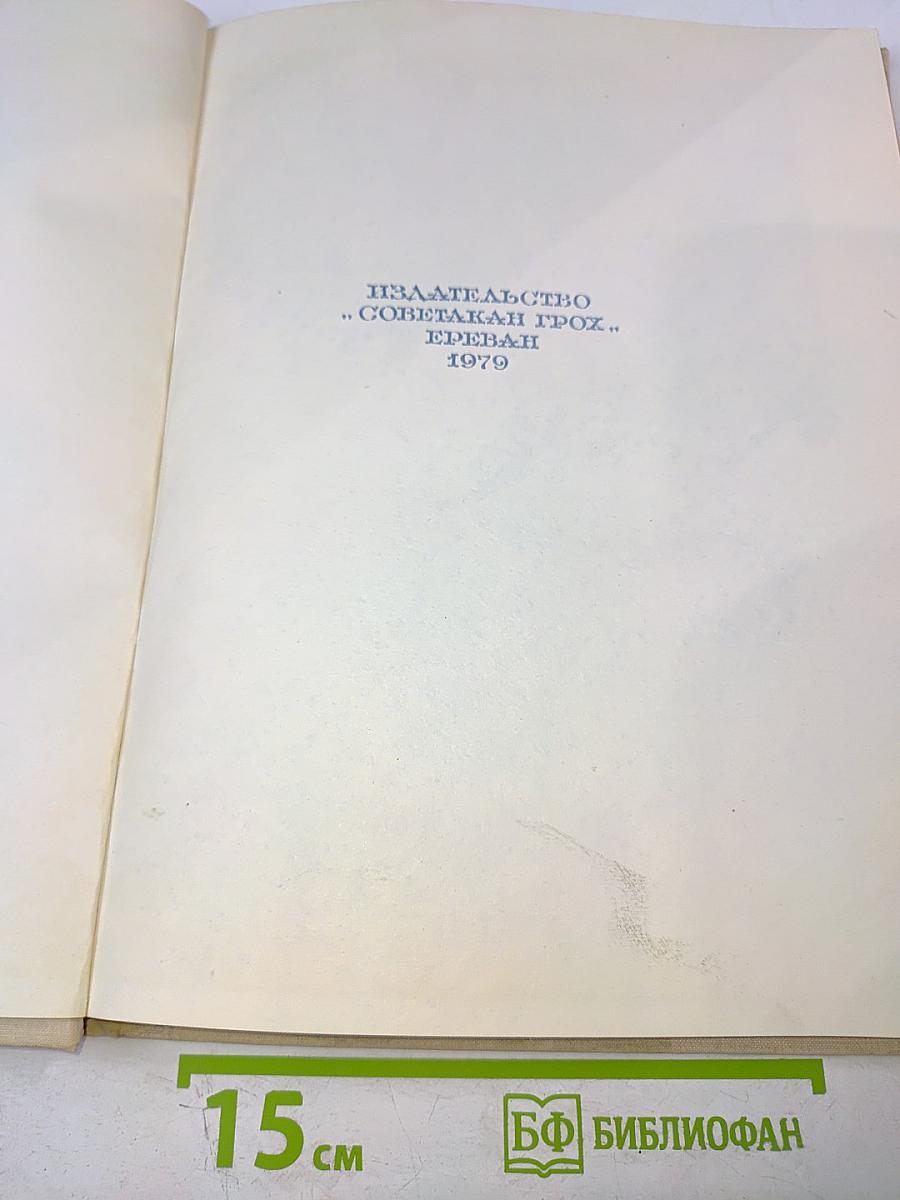 ИЗДАТЕЛЬСТВО
„СОВЕТАКАН ГРОХ„
ЕРЕВАН
1979
15 см
БФ БИБЛИОФАН